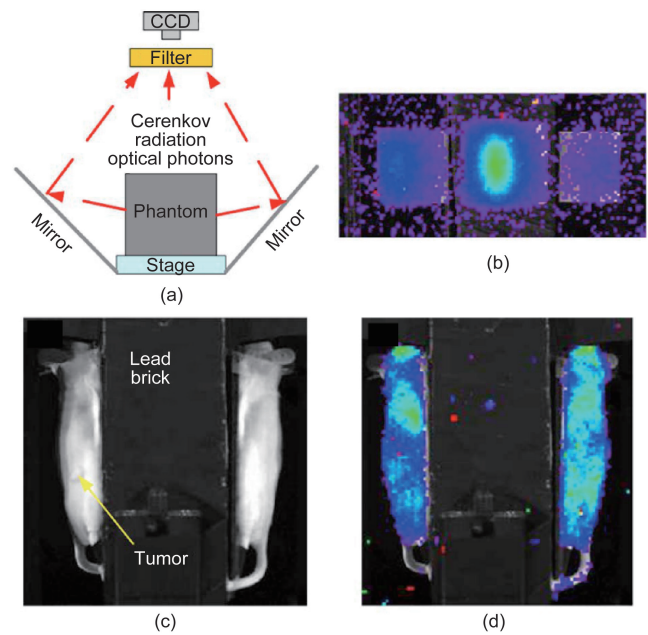 CCD
Filter
Cerenkov
radiation
optical photons
Phantom
Mirror
Mirror
Stage
(a)
(b)
Lead
brick
Tumor
(c)
(d)